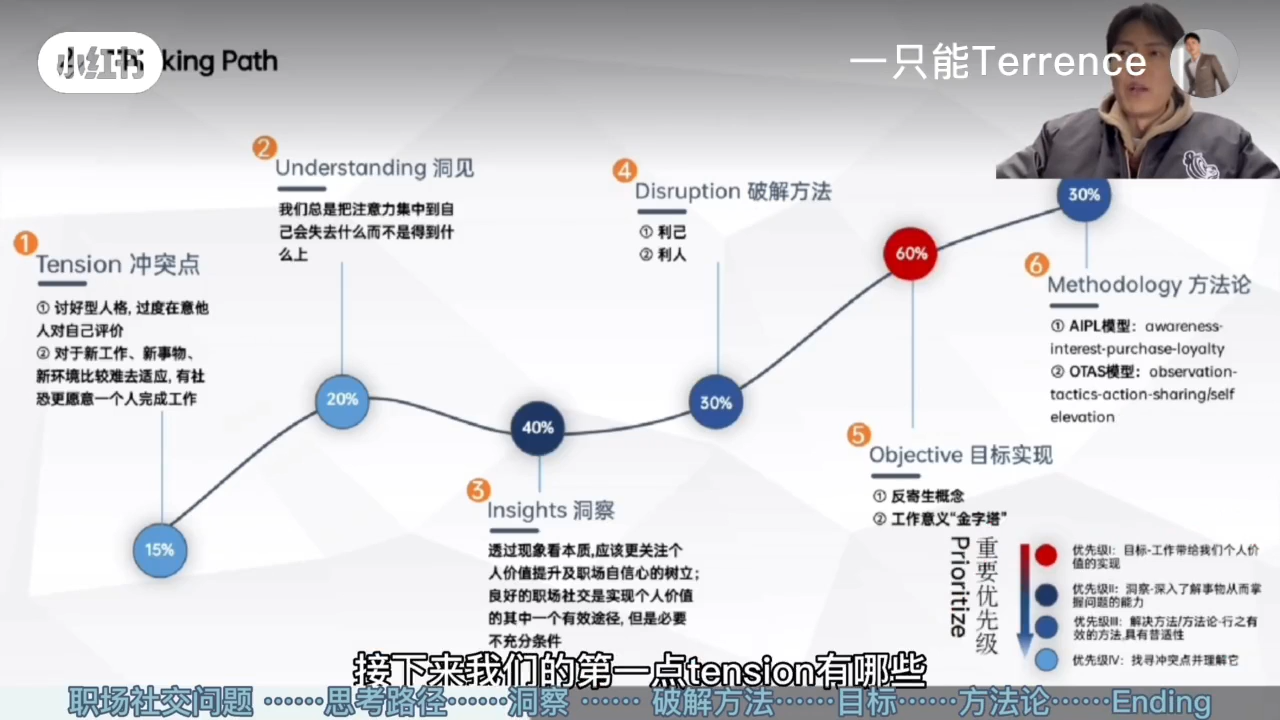 小红书
king Path
一只能Terrence
① Tension 冲突点
① 讨好型人格, 过度在意他
人对自己评价
② 对于新工作、新事物、
新环境比较难去适应, 有社
恐更愿意一个人完成工作
15%
② Understanding 洞见
我们总是把注意力集中到自
己会失去什么而不是得到什
么上
20%
40%
③ Insights 洞察
透过现象看本质,应该更关注个
人价值提升及职场自信心的树立;
良好的职场社交是实现个人价值
的其中一个有效途径, 但是必要
不充分条件
④ Disruption 破解方法
① 利己
② 利人
30%
60%
⑤ Objective 目标实现
① 反寄生概念
② 工作意义“金字塔”
30%
⑥ Methodology 方法论
① AIPL模型：awareness-
interest-purchase-loyalty
② OTAS模型：observation-
tactics-action-sharing/self
elevation
重要优先级
Prioritize
优先级I：目标-工作带给我们个人价
值的实现
优先级II：洞察-深入了解事物从而掌
握问题的能力
优先级III：解决方法/方法论-行之有
效的方法,具有普适性
优先级IV：找寻冲突点并理解它
接下来我们的第一点tension有哪些
职场社交问题 ……思考路径……洞察 …… 破解方法……目标……方法论……Ending